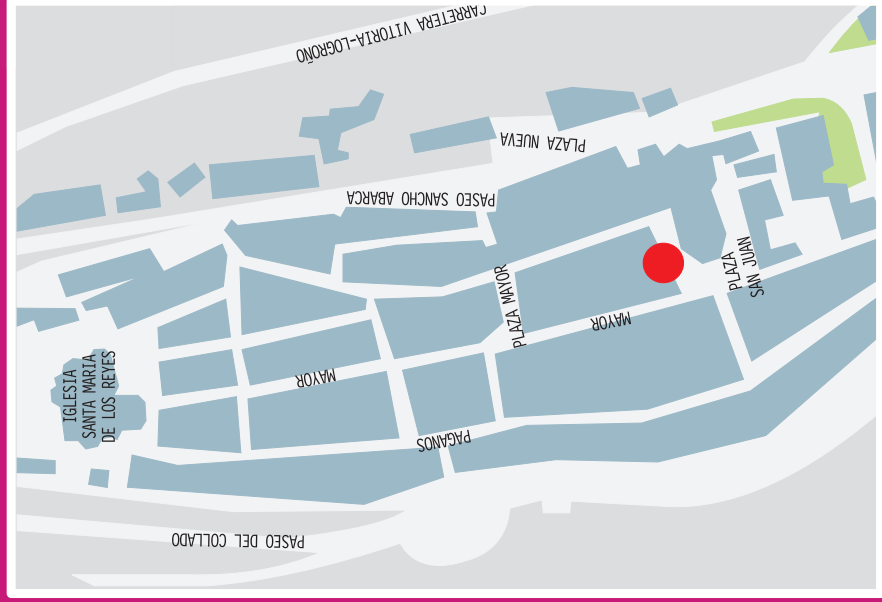 CARRETERA VITORIA-LOGROÑO
PLAZA NUEVA
PASEO SANCHO ABARCA
PLAZA
SAN JUAN
PLAZA MAYOR
MAYOR
MAYOR
IGLESIA
SANTA MARIA
DE LOS REYES
PAGANOS
PASEO DEL COLLADO